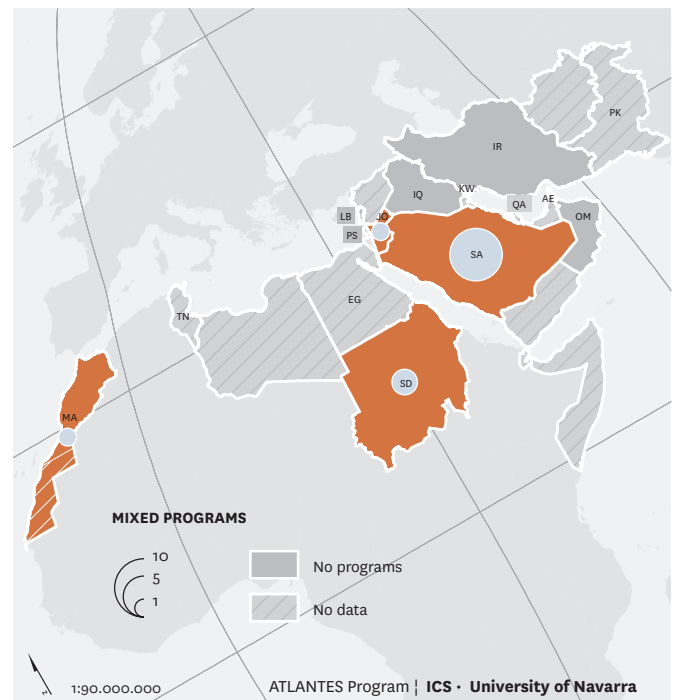 PK
IR
IQ
KW
QA
AE
OM
LB
JO
PS
SA
EG
TN
SD
MA
MIXED PROGRAMS
10
5
1
No programs
No data
N
1:90.000.000
ATLANTES Program | ICS · University of Navarra